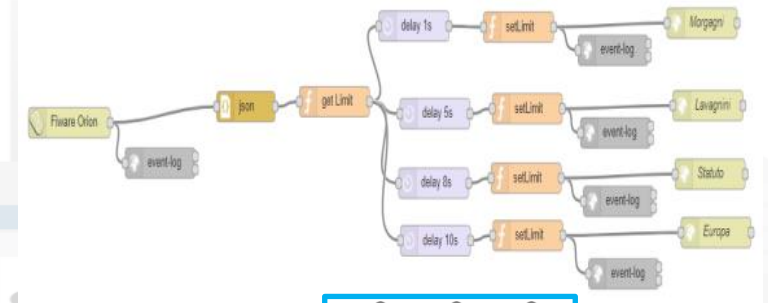 delay 1s
setLimit
Morgagni
event-log
Fiware Orion
json
get Limit
delay 5s
setLimit
Lavagnini
event-log
event-log
delay 8s
setLimit
Statuto
event-log
delay 10s
setLimit
Europa
event-log